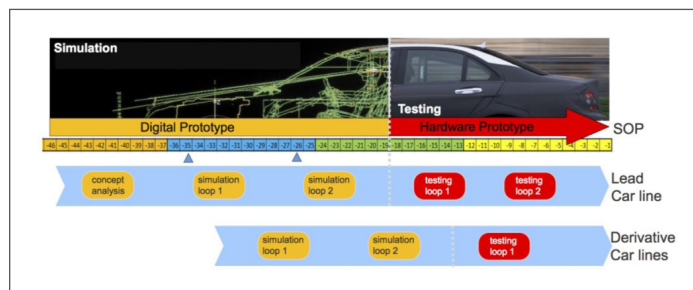 Simulation
Testing
Digital Prototype
Hardware Prototype
SOP
-46 -45 -44 -43 -42 -41 -40 -39 -38 -37 -36 -35 -34 -33 -32 -31 -30 -29 -28 -27 -26 -25 -24 -23 -22 -21 -20 -19 -18 -17 -16 -15 -14 -13 -12 -11 -10 -9 -8 -7 -6 -5 -4 -3 -2 -1
concept
analysis
simulation
loop 1
simulation
loop 2
testing
loop 1
testing
loop 2
Lead
Car line
simulation
loop 1
simulation
loop 2
testing
loop 1
Derivative
Car lines